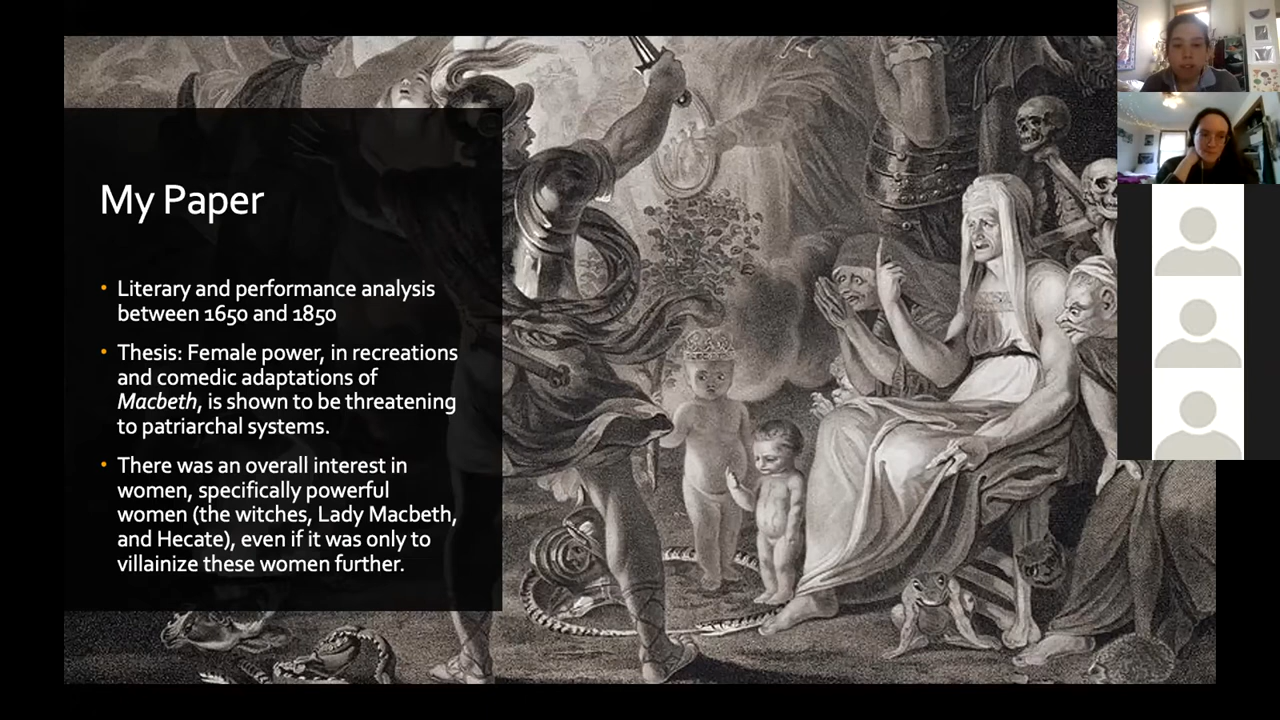 My Paper
• Literary and performance analysis
between 1650 and 1850
• Thesis: Female power, in recreations
and comedic adaptations of
Macbeth, is shown to be threatening
to patriarchal systems.
• There was an overall interest in
women, specifically powerful
women (the witches, Lady Macbeth,
and Hecate), even if it was only to
villainize these women further.